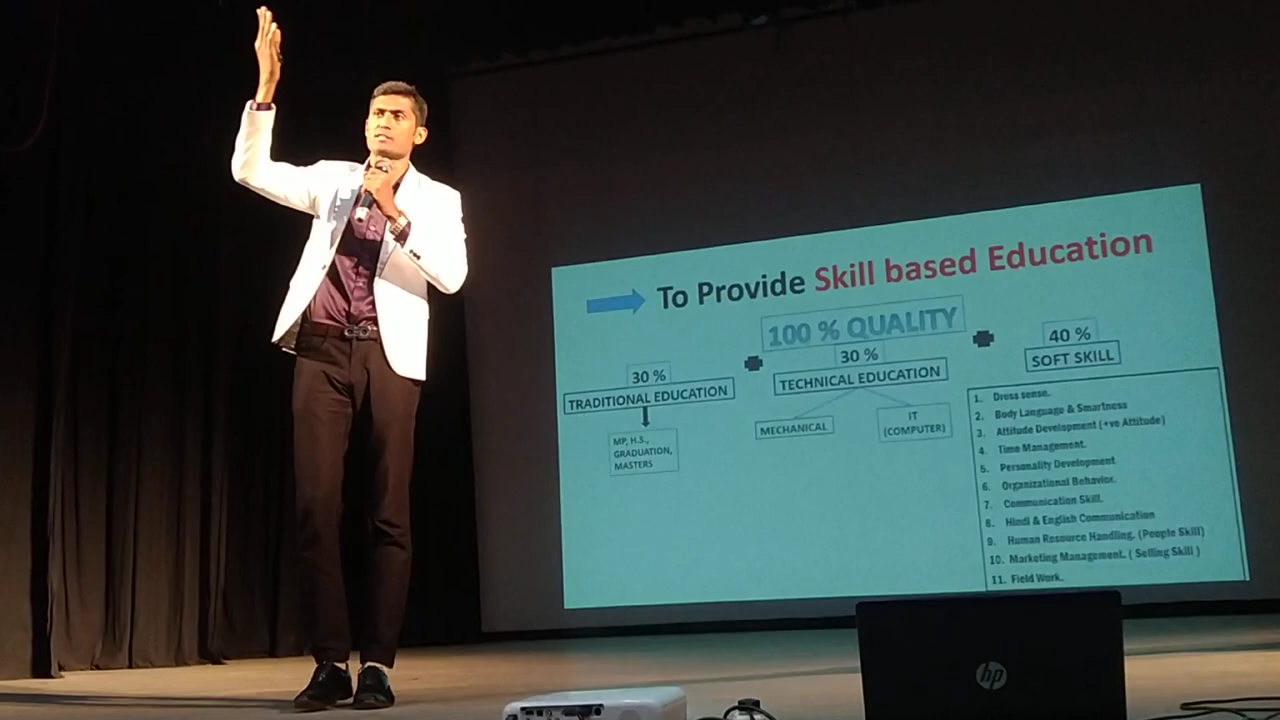 To Provide Skill based Education
100 % QUALITY
30 %
TRADITIONAL EDUCATION
MP, H.S.,
GRADUATION,
MASTERS
30 %
TECHNICAL EDUCATION
MECHANICAL
IT
(COMPUTER)
40 %
SOFT SKILL
1. Dress sense.
2. Body Language & Smartness
3. Attitude Development (+ve Attitude)
4. Time Management.
5. Personality Development
6. Organizational Behavior.
7. Communication Skill.
8. Hindi & English Communication
9. Human Resource Handling. (People Skill)
10. Marketing Management. ( Selling Skill )
11. Field Work.
hp